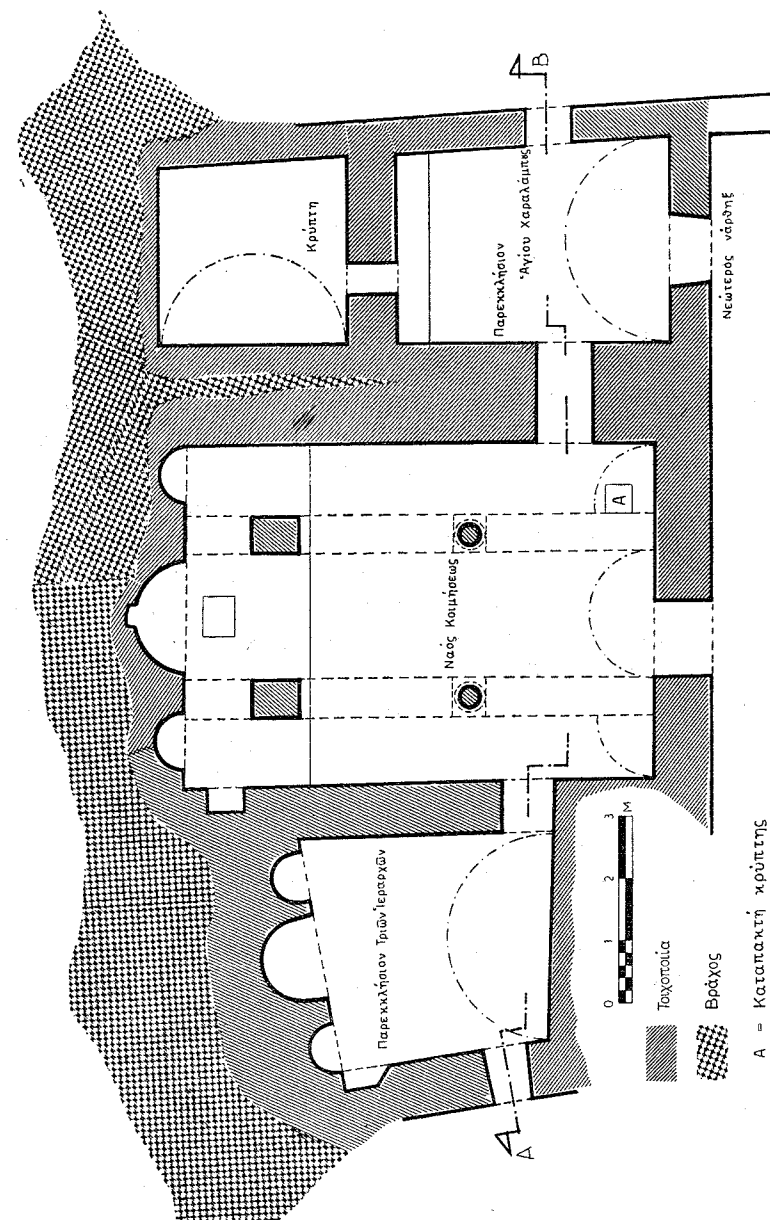 Κρύπτη
Παρεκκλήσιον
Ἁγίου Χαραλάμπους
Νεώτερος νάρθηξ
Ναός Κοιμήσεως
Παρεκκλήσιον Τριῶν Ἱεραρχῶν
A
B
A
0 1 2 3 M
Τοιχοποιία
Βράχος
A = Καταπακτή κρύπτης